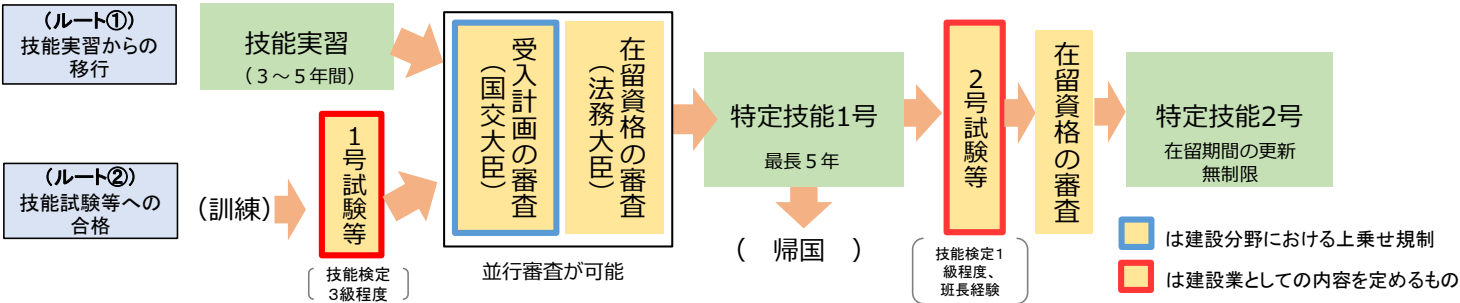 (ルート①)
技能実習からの
移行
技能実習
(3～5年間)
(ルート②)
技能試験等への
合格
(訓練)
1号試験等
技能検定
3級程度
受入計画の審査
(国交大臣)
在留資格の審査
(法務大臣)
並行審査が可能
特定技能1号
最長５年
( 帰国 )
2号試験等
技能検定1
級程度、
班長経験
在留資格の審査
特定技能2号
在留期間の更新
無制限
は建設分野における上乗せ規制
は建設業としての内容を定めるもの